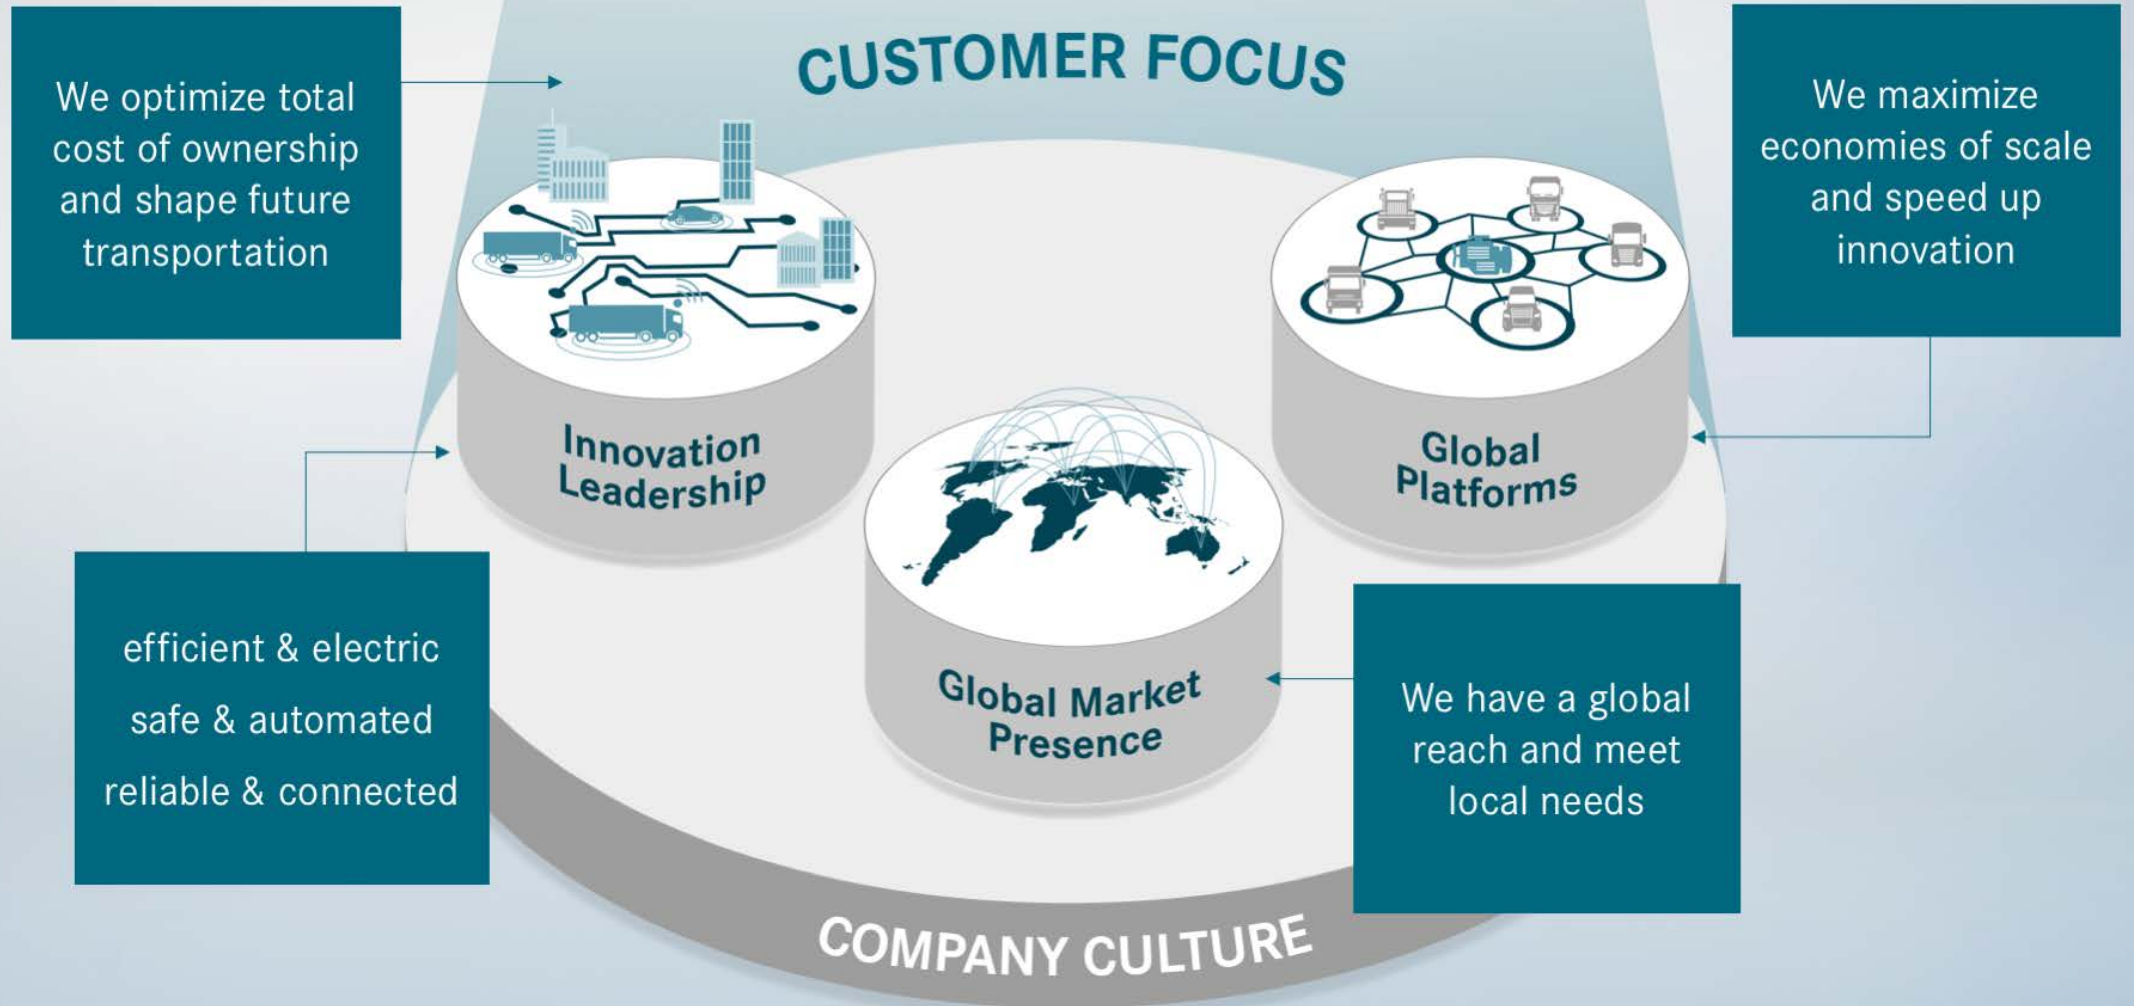 CUSTOMER FOCUS
We optimize total
cost of ownership
and shape future
transportation
We maximize
economies of scale
and speed up
innovation
Innovation
Leadership
Global
Platforms
efficient & electric
safe & automated
reliable & connected
Global Market
Presence
We have a global
reach and meet
local needs
COMPANY CULTURE